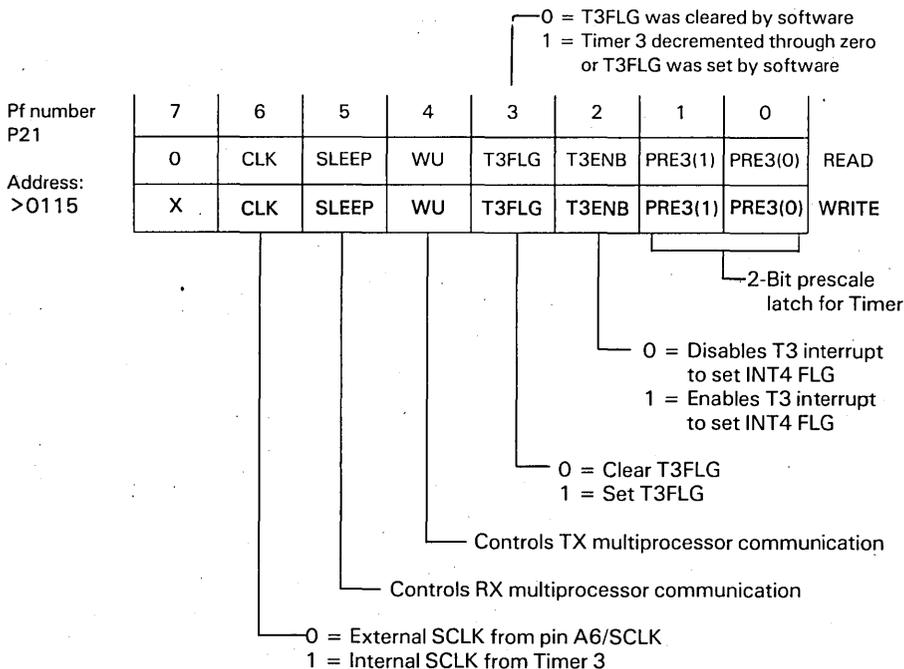 0 = T3FLG was cleared by software
1 = Timer 3 decremented through zero
or T3FLG was set by software
Pf number
P21
7 6 5 4 3 2 1 0
0 CLK SLEEP WU T3FLG T3ENB PRE3(1) PRE3(0) READ
Address:
>0115
X CLK SLEEP WU T3FLG T3ENB PRE3(1) PRE3(0) WRITE
2-Bit prescale
latch for Timer
0 = Disables T3 interrupt
to set INT4 FLG
1 = Enables T3 interrupt
to set INT4 FLG
0 = Clear T3FLG
1 = Set T3FLG
Controls TX multiprocessor communication
Controls RX multiprocessor communication
0 = External SCLK from pin A6/SCLK
1 = Internal SCLK from Timer 3